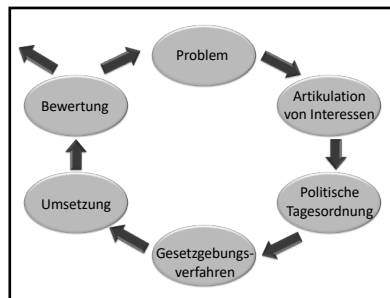 Problem
Artikulation
von Interessen
Politische
Tagesordnung
Gesetzgebungs-
verfahren
Umsetzung
Bewertung